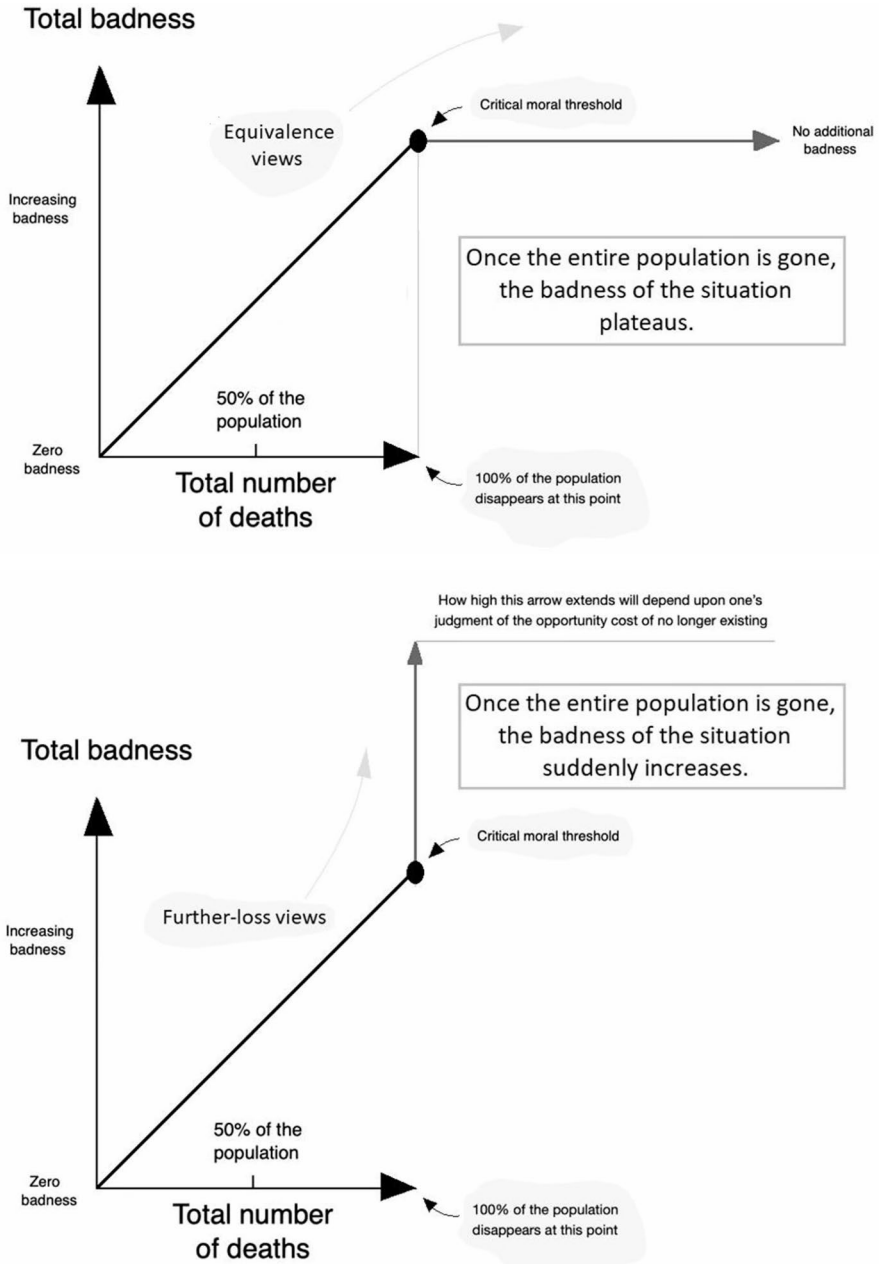 Total badness
Critical moral threshold
Equivalence
views
No additional
badness
Increasing
badness
Once the entire population is gone,
the badness of the situation
plateaus.
50% of the
population
Zero
badness
Total number
of deaths
100% of the population
disappears at this point
How high this arrow extends will depend upon one's
judgment of the opportunity cost of no longer existing
Once the entire population is gone,
the badness of the situation
suddenly increases.
Total badness
Critical moral threshold
Further-loss views
Increasing
badness
50% of the
population
Zero
badness
Total number
of deaths
100% of the population
disappears at this point